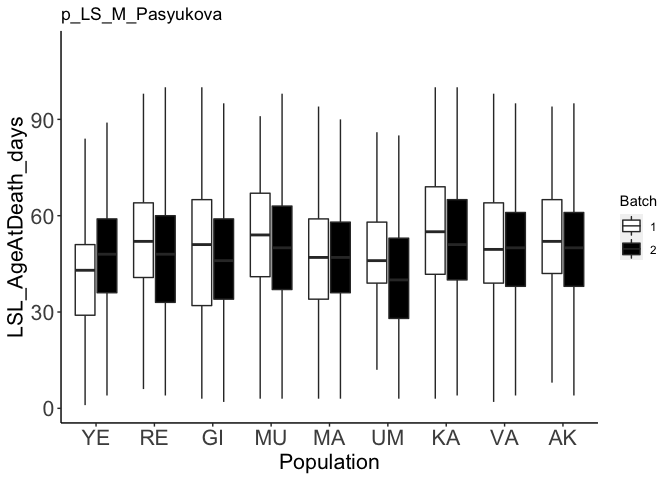 p_LS_M_Pasyukova
LSL_AgeAtDeath_days
90
60
30
0
YE RE GI MU MA UM KA VA AK
Population
Batch
1
2